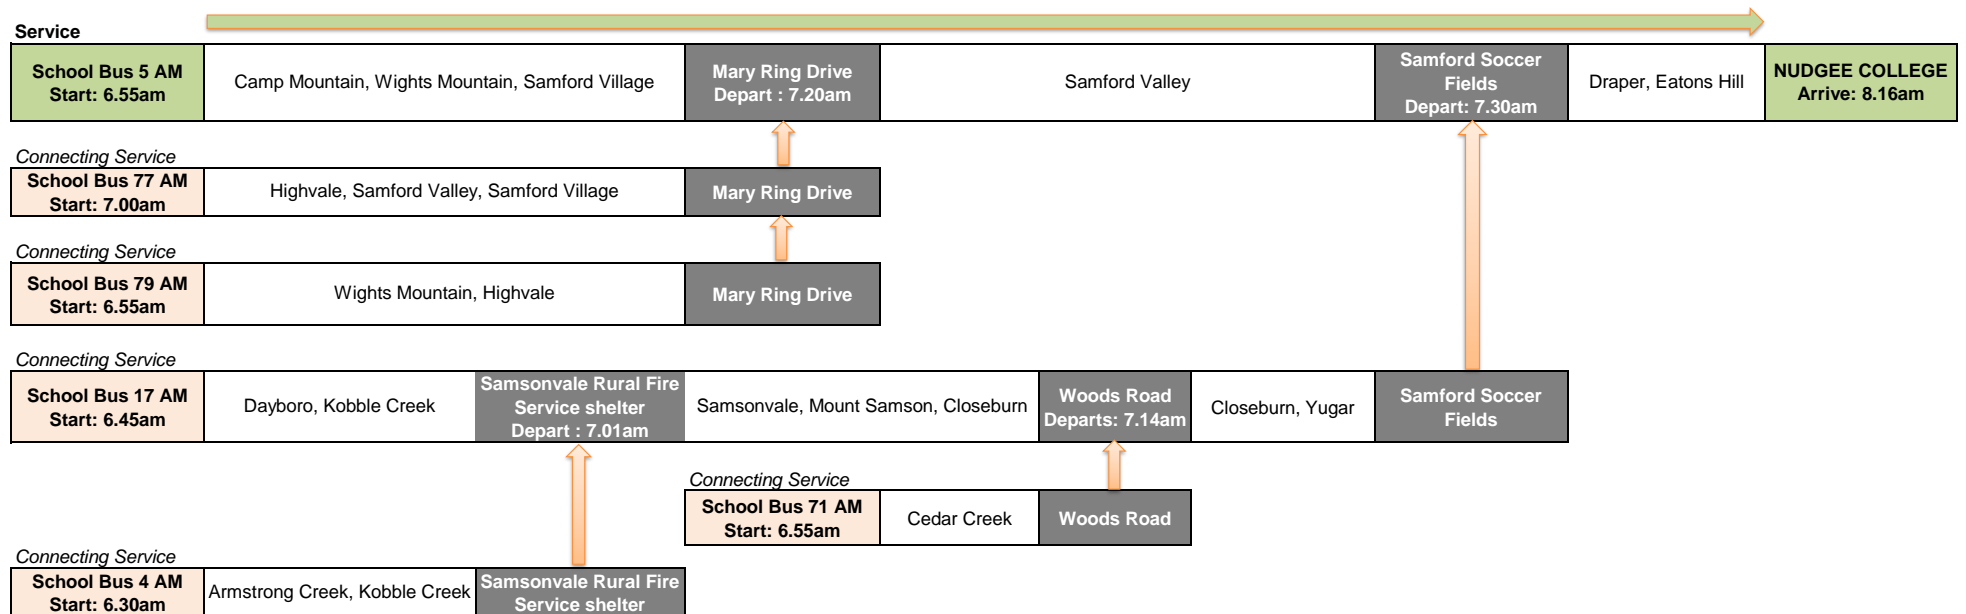 Service
School Bus 5 AM
Start: 6.55am
Camp Mountain, Wights Mountain, Samford Village
Mary Ring Drive
Depart : 7.20am
Samford Valley
Samford Soccer
Fields
Depart: 7.30am
Draper, Eatons Hill
NUDGEE COLLEGE
Arrive: 8.16am
Connecting Service
School Bus 77 AM
Start: 7.00am
Highvale, Samford Valley, Samford Village
Mary Ring Drive
Connecting Service
School Bus 79 AM
Start: 6.55am
Wights Mountain, Highvale
Mary Ring Drive
Connecting Service
School Bus 17 AM
Start: 6.45am
Dayboro, Kobble Creek
Samsonvale Rural Fire
Service shelter
Depart : 7.01am
Samsonvale, Mount Samson, Closeburn
Woods Road
Departs: 7.14am
Closeburn, Yugar
Samford Soccer
Fields
Connecting Service
School Bus 71 AM
Start: 6.55am
Cedar Creek
Woods Road
Connecting Service
School Bus 4 AM
Start: 6.30am
Armstrong Creek, Kobble Creek
Samsonvale Rural Fire
Service shelter